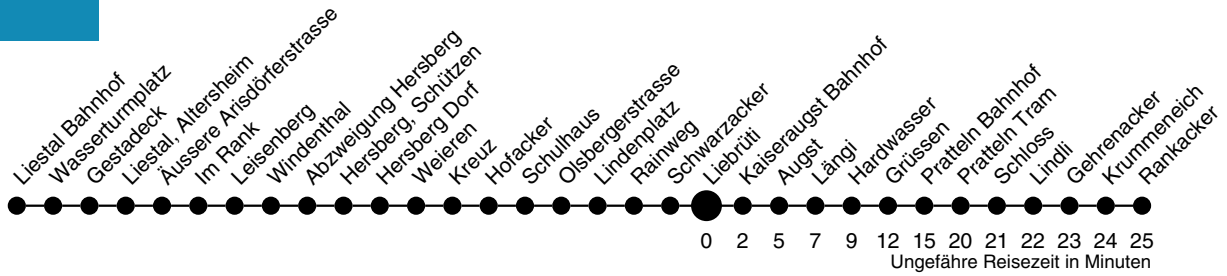 Liestal Bahnhof
Wasserturmplatz
Gestadeck
Liestal, Altersheim
Äussere Arisdörferstrasse
Im Rank
Leisenberg
Windenthal
Abzweigung Hersberg
Hersberg, Schützen
Hersberg Dorf
Weieren
Kreuz
Hofacker
Schulhaus
Olsbergerstrasse
Lindenplatz
Rainweg
Schwarzacker
Liebrüti
Kaiseraugst Bahnhof
Augst
Längi
Hardwasser
Grüssen
Pratteln Bahnhof
Pratteln Tram
Schloss
Lindli
Gehrenacker
Krummeneich
Rankacker
0 2 5 7 9 12 15 20 21 22 23 24 25
Ungefähre Reisezeit in Minuten